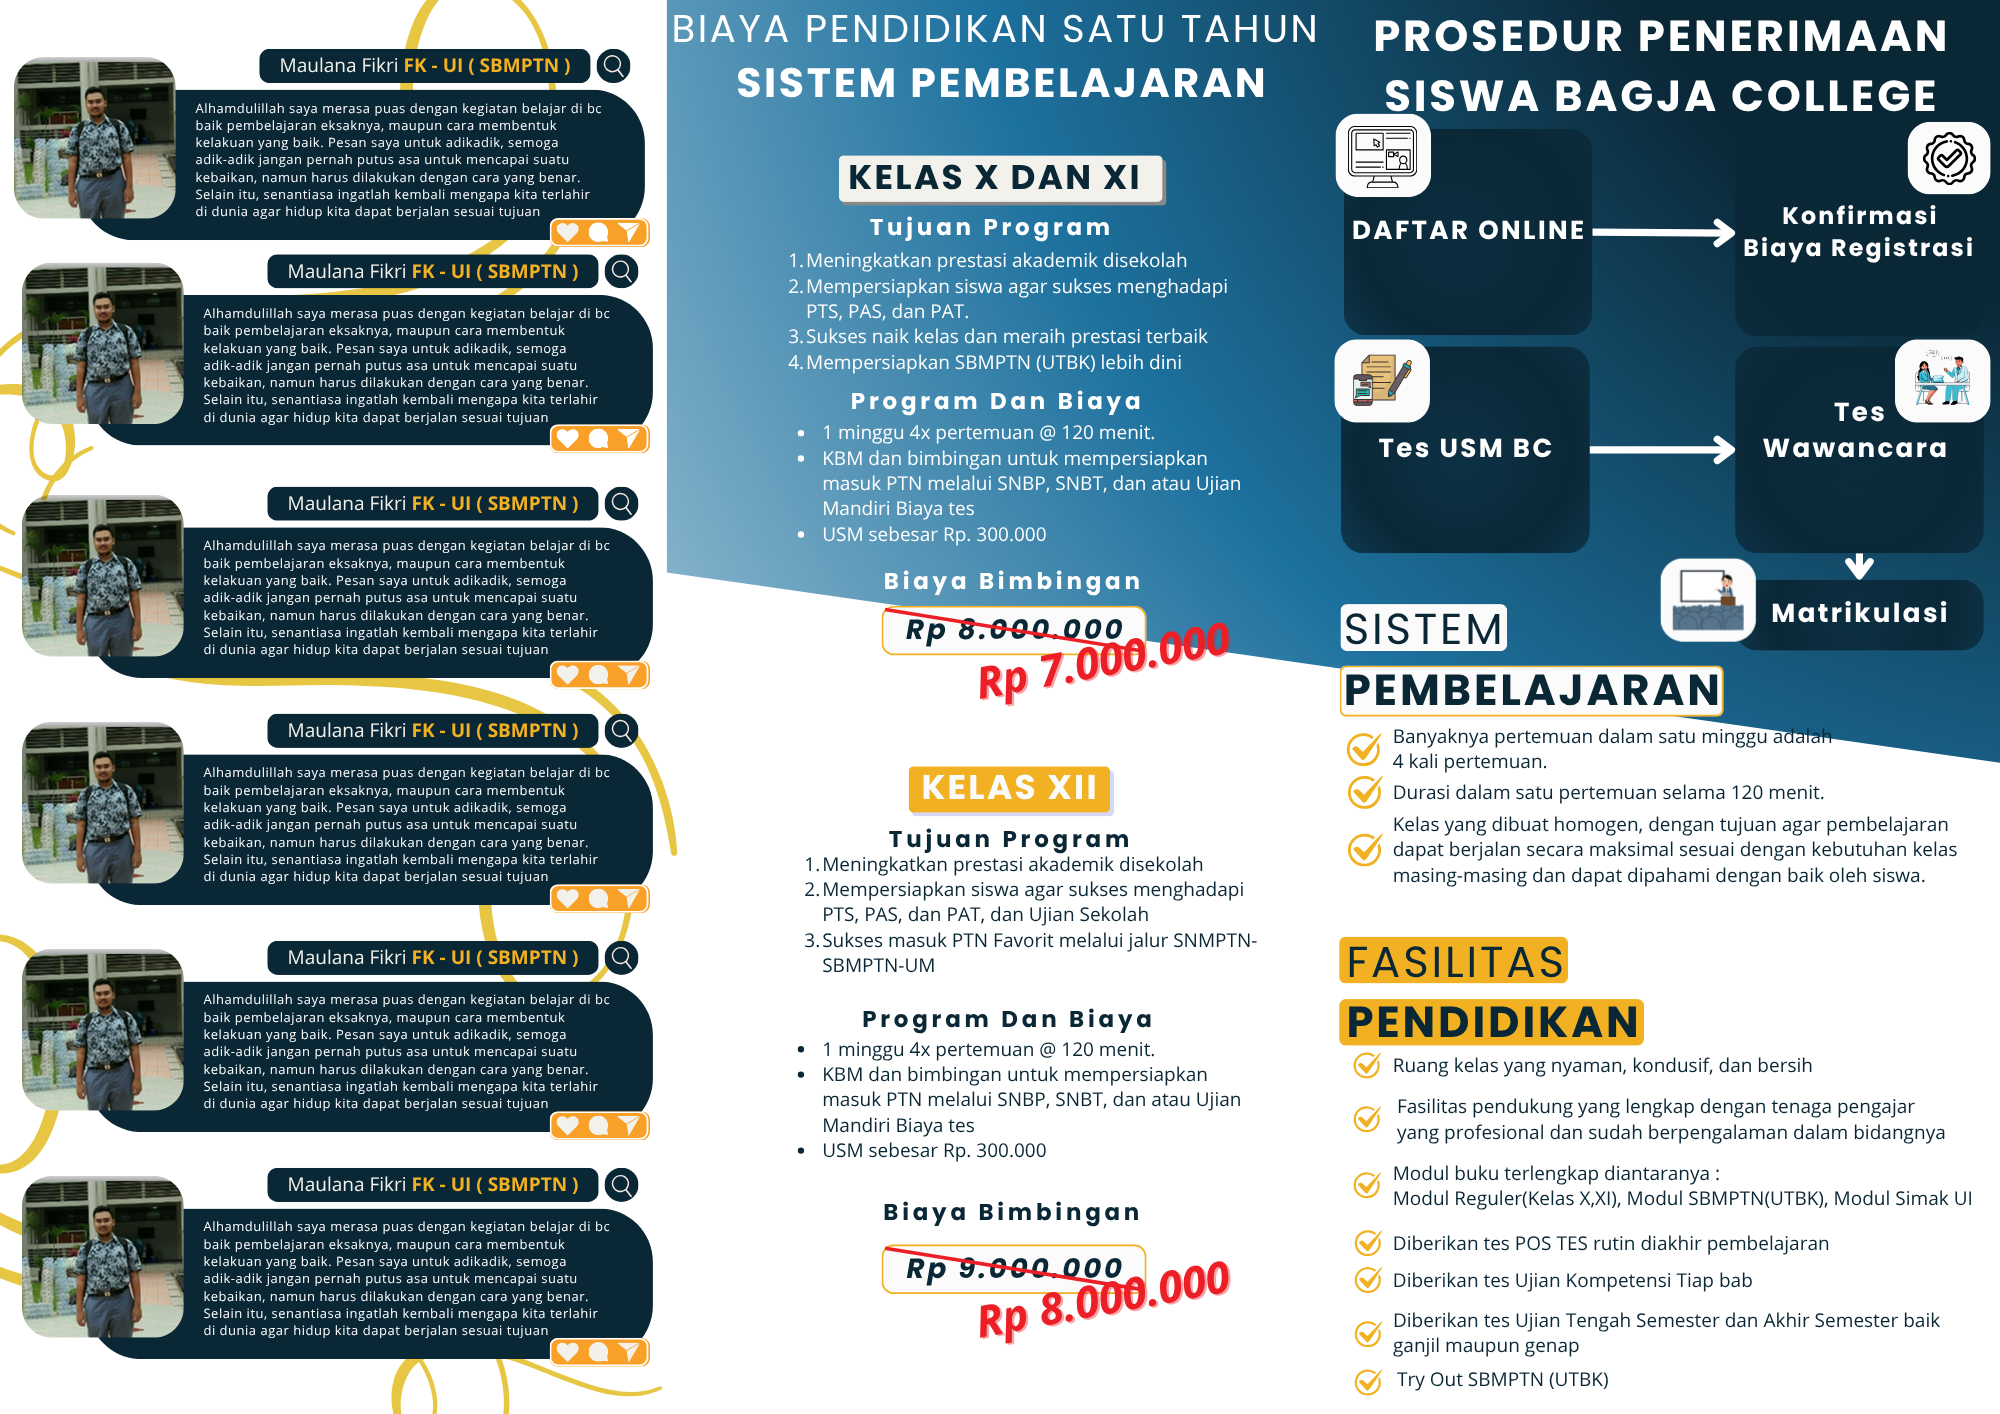 Maulana Fikri FK - UI ( SBMPTN )
Alhamdulillah saya merasa puas dengan kegiatan belajar di bc
baik pembelajaran eksaknya, maupun cara membentuk
kelakuan yang baik. Pesan saya untuk adikadik, semoga
adik-adik jangan pernah putus asa untuk mencapai suatu
kebaikan, namun harus dilakukan dengan cara yang benar.
Selain itu, senantiasa ingatlah kembali mengapa kita terlahir
di dunia agar hidup kita dapat berjalan sesuai tujuan
Maulana Fikri FK - UI ( SBMPTN )
Alhamdulillah saya merasa puas dengan kegiatan belajar di bc
baik pembelajaran eksaknya, maupun cara membentuk
kelakuan yang baik. Pesan saya untuk adikadik, semoga
adik-adik jangan pernah putus asa untuk mencapai suatu
kebaikan, namun harus dilakukan dengan cara yang benar.
Selain itu, senantiasa ingatlah kembali mengapa kita terlahir
di dunia agar hidup kita dapat berjalan sesuai tujuan
Maulana Fikri FK - UI ( SBMPTN )
Alhamdulillah saya merasa puas dengan kegiatan belajar di bc
baik pembelajaran eksaknya, maupun cara membentuk
kelakuan yang baik. Pesan saya untuk adikadik, semoga
adik-adik jangan pernah putus asa untuk mencapai suatu
kebaikan, namun harus dilakukan dengan cara yang benar.
Selain itu, senantiasa ingatlah kembali mengapa kita terlahir
di dunia agar hidup kita dapat berjalan sesuai tujuan
Maulana Fikri FK - UI ( SBMPTN )
Alhamdulillah saya merasa puas dengan kegiatan belajar di bc
baik pembelajaran eksaknya, maupun cara membentuk
kelakuan yang baik. Pesan saya untuk adikadik, semoga
adik-adik jangan pernah putus asa untuk mencapai suatu
kebaikan, namun harus dilakukan dengan cara yang benar.
Selain itu, senantiasa ingatlah kembali mengapa kita terlahir
di dunia agar hidup kita dapat berjalan sesuai tujuan
Maulana Fikri FK - UI ( SBMPTN )
Alhamdulillah saya merasa puas dengan kegiatan belajar di bc
baik pembelajaran eksaknya, maupun cara membentuk
kelakuan yang baik. Pesan saya untuk adikadik, semoga
adik-adik jangan pernah putus asa untuk mencapai suatu
kebaikan, namun harus dilakukan dengan cara yang benar.
Selain itu, senantiasa ingatlah kembali mengapa kita terlahir
di dunia agar hidup kita dapat berjalan sesuai tujuan
Maulana Fikri FK - UI ( SBMPTN )
Alhamdulillah saya merasa puas dengan kegiatan belajar di bc
baik pembelajaran eksaknya, maupun cara membentuk
kelakuan yang baik. Pesan saya untuk adikadik, semoga
adik-adik jangan pernah putus asa untuk mencapai suatu
kebaikan, namun harus dilakukan dengan cara yang benar.
Selain itu, senantiasa ingatlah kembali mengapa kita terlahir
di dunia agar hidup kita dapat berjalan sesuai tujuan
BIAYA PENDIDIKAN SATU TAHUN
SISTEM PEMBELAJARAN
KELAS X DAN XI
Tujuan Program
1. Meningkatkan prestasi akademik disekolah
2. Mempersiapkan siswa agar sukses menghadapi
PTS, PAS, dan PAT.
3. Sukses naik kelas dan meraih prestasi terbaik
4. Mempersiapkan SBMPTN (UTBK) lebih dini
Program Dan Biaya
• 1 minggu 4x pertemuan @ 120 menit.
• KBM dan bimbingan untuk mempersiapkan
masuk PTN melalui SNBP, SNBT, dan atau Ujian
Mandiri Biaya tes
• USM sebesar Rp. 300.000
Biaya Bimbingan
Rp 8.000.000
Rp 7.000.000
KELAS XII
Tujuan Program
1. Meningkatkan prestasi akademik disekolah
2. Mempersiapkan siswa agar sukses menghadapi
PTS, PAS, dan PAT, dan Ujian Sekolah
3. Sukses masuk PTN Favorit melalui jalur SNMPTN-
SBMPTN-UM
Program Dan Biaya
• 1 minggu 4x pertemuan @ 120 menit.
• KBM dan bimbingan untuk mempersiapkan
masuk PTN melalui SNBP, SNBT, dan atau Ujian
Mandiri Biaya tes
• USM sebesar Rp. 300.000
Biaya Bimbingan
Rp 9.000.000
Rp 8.000.000
PROSEDUR PENERIMAAN
SISWA BAGJA COLLEGE
DAFTAR ONLINE
Konfirmasi
Biaya Registrasi
Tes USM BC
Tes
Wawancara
Matrikulasi
SISTEM
PEMBELAJARAN
Banyaknya pertemuan dalam satu minggu adalah
4 kali pertemuan.
Durasi dalam satu pertemuan selama 120 menit.
Kelas yang dibuat homogen, dengan tujuan agar pembelajaran
dapat berjalan secara maksimal sesuai dengan kebutuhan kelas
masing-masing dan dapat dipahami dengan baik oleh siswa.
FASILITAS
PENDIDIKAN
Ruang kelas yang nyaman, kondusif, dan bersih
Fasilitas pendukung yang lengkap dengan tenaga pengajar
yang profesional dan sudah berpengalaman dalam bidangnya
Modul buku terlengkap diantaranya :
Modul Reguler(Kelas X,XI), Modul SBMPTN(UTBK), Modul Simak UI
Diberikan tes POS TES rutin diakhir pembelajaran
Diberikan tes Ujian Kompetensi Tiap bab
Diberikan tes Ujian Tengah Semester dan Akhir Semester baik
ganjil maupun genap
Try Out SBMPTN (UTBK)